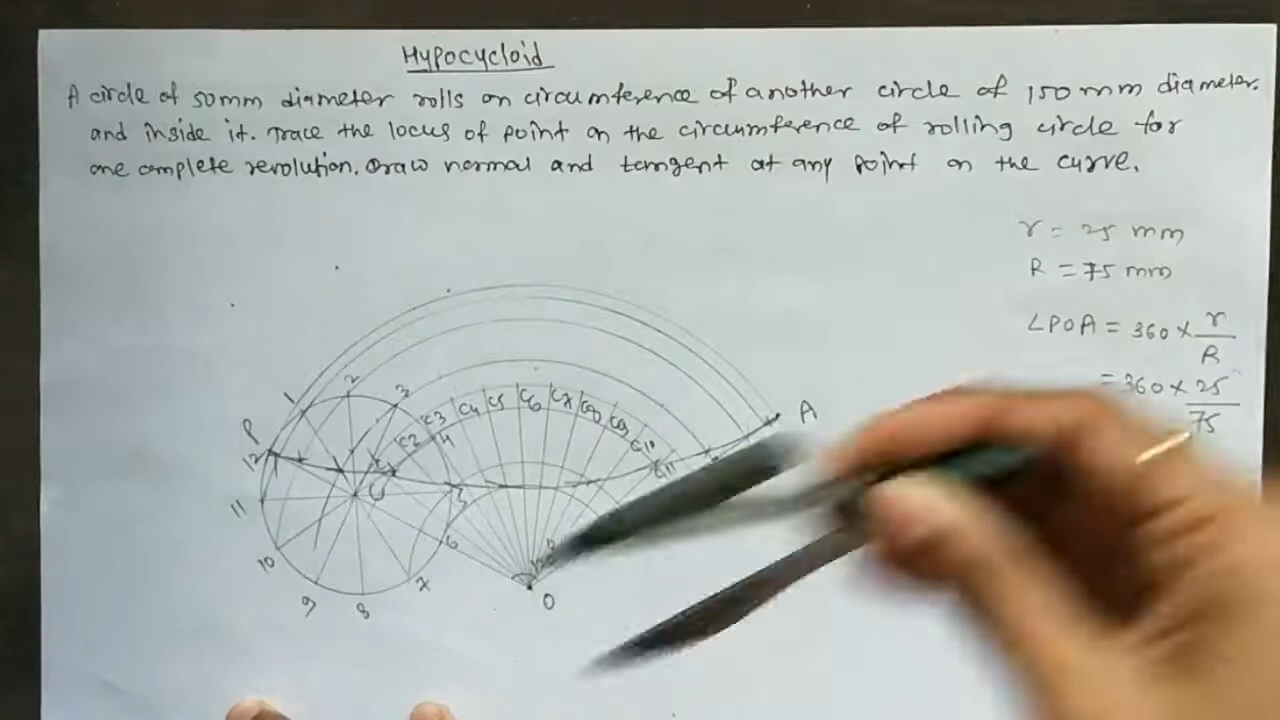 Hypocycloid
A circle of 50mm diameter rolls on circumference of another circle of 150mm diameter.
and inside it. Trace the locus of point on the circumference of rolling circle for
one complete revolution. Draw normal and tangent at any point on the curve.
r = 25 mm
R = 75 mm
∠POA = 360 × r/R
= 360 × 25/75
P 1 2 3 4 5 6 7 8 9 10 11 12
C C2 C3 C4 C5 C6 C7 C8 C9 C10 C11
A
O